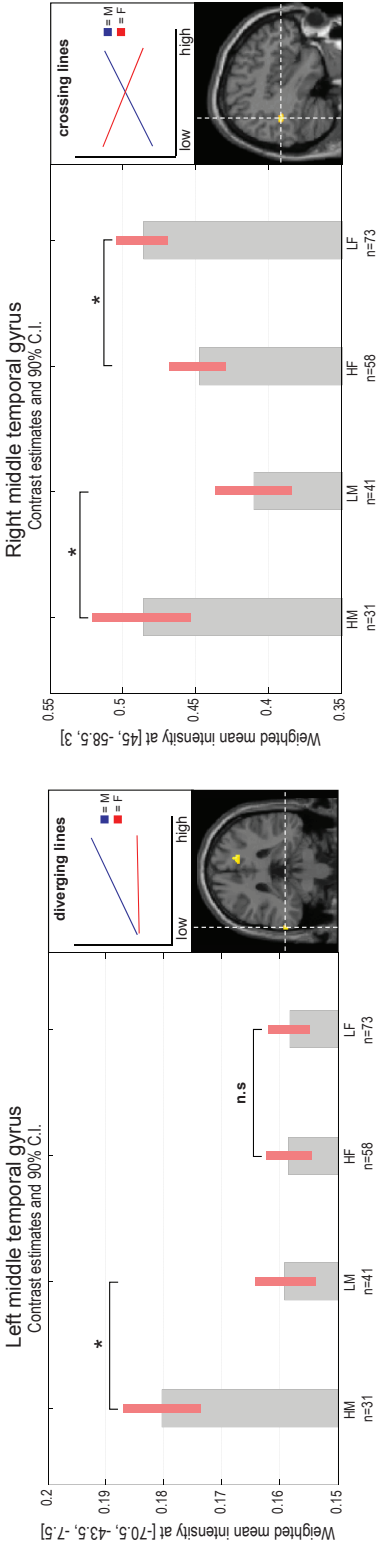 Left middle temporal gyrus
Contrast estimates and 90% C.I.
Weighted mean intensity at [-70.5, -43.5, -7.5]
0.2
0.19
0.18
0.17
0.16
0.15
*
n.s
HM
n=31
LM
n=41
HF
n=58
LF
n=73
diverging lines
= M
= F
low
high
Right middle temporal gyrus
Contrast estimates and 90% C.I.
Weighted mean intensity at [45, -58.5, 3]
0.55
0.5
0.45
0.4
0.35
*
*
HM
n=31
LM
n=41
HF
n=58
LF
n=73
crossing lines
= M
= F
low
high